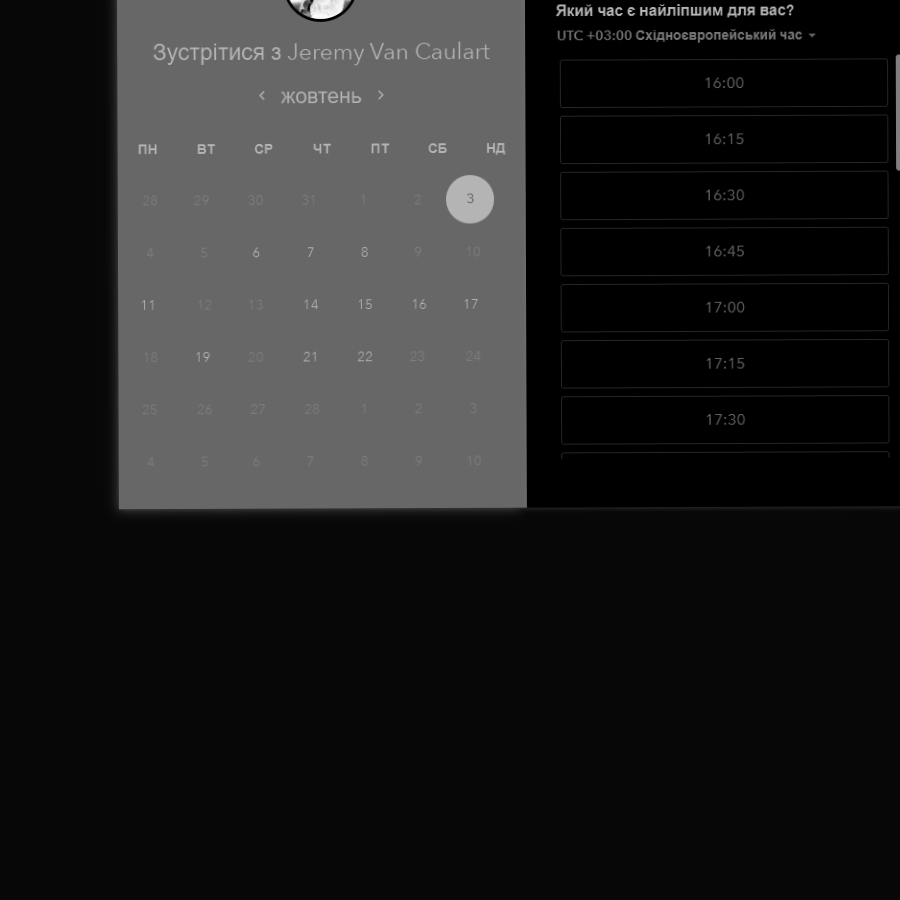 Зустрітися з Jeremy Van Caulart
жовтень
ПН ВТ СР ЧТ ПТ СБ НД
28 29 30 31 1 2 3
4 5 6 7 8 9 10
11 12 13 14 15 16 17
18 19 20 21 22 23 24
25 26 27 28 1 2 3
4 5 6 7 8 9 10
Який час є найліпшим для вас?
UTC +03:00 Східноєвропейський час
16:00
16:15
16:30
16:45
17:00
17:15
17:30